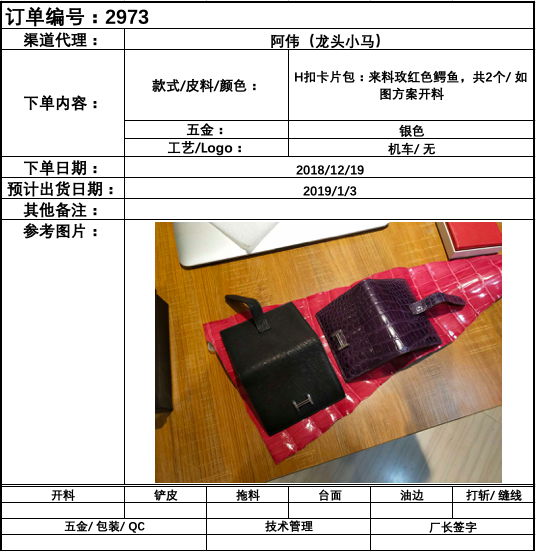 订单编号：2973
渠道代理：
阿伟（龙头小马）
下单内容：
款式/皮料/颜色：
H扣卡片包：来料玫红色鳄鱼，共2个/ 如
图方案开料
五金：
银色
工艺/Logo：
机车/ 无
下单日期：
2018/12/19
预计出货日期：
2019/1/3
其他备注：
参考图片：
开料 铲皮 拖料 台面 油边 打斩/ 缝线
五金/ 包装/ QC 技术管理 厂长签字